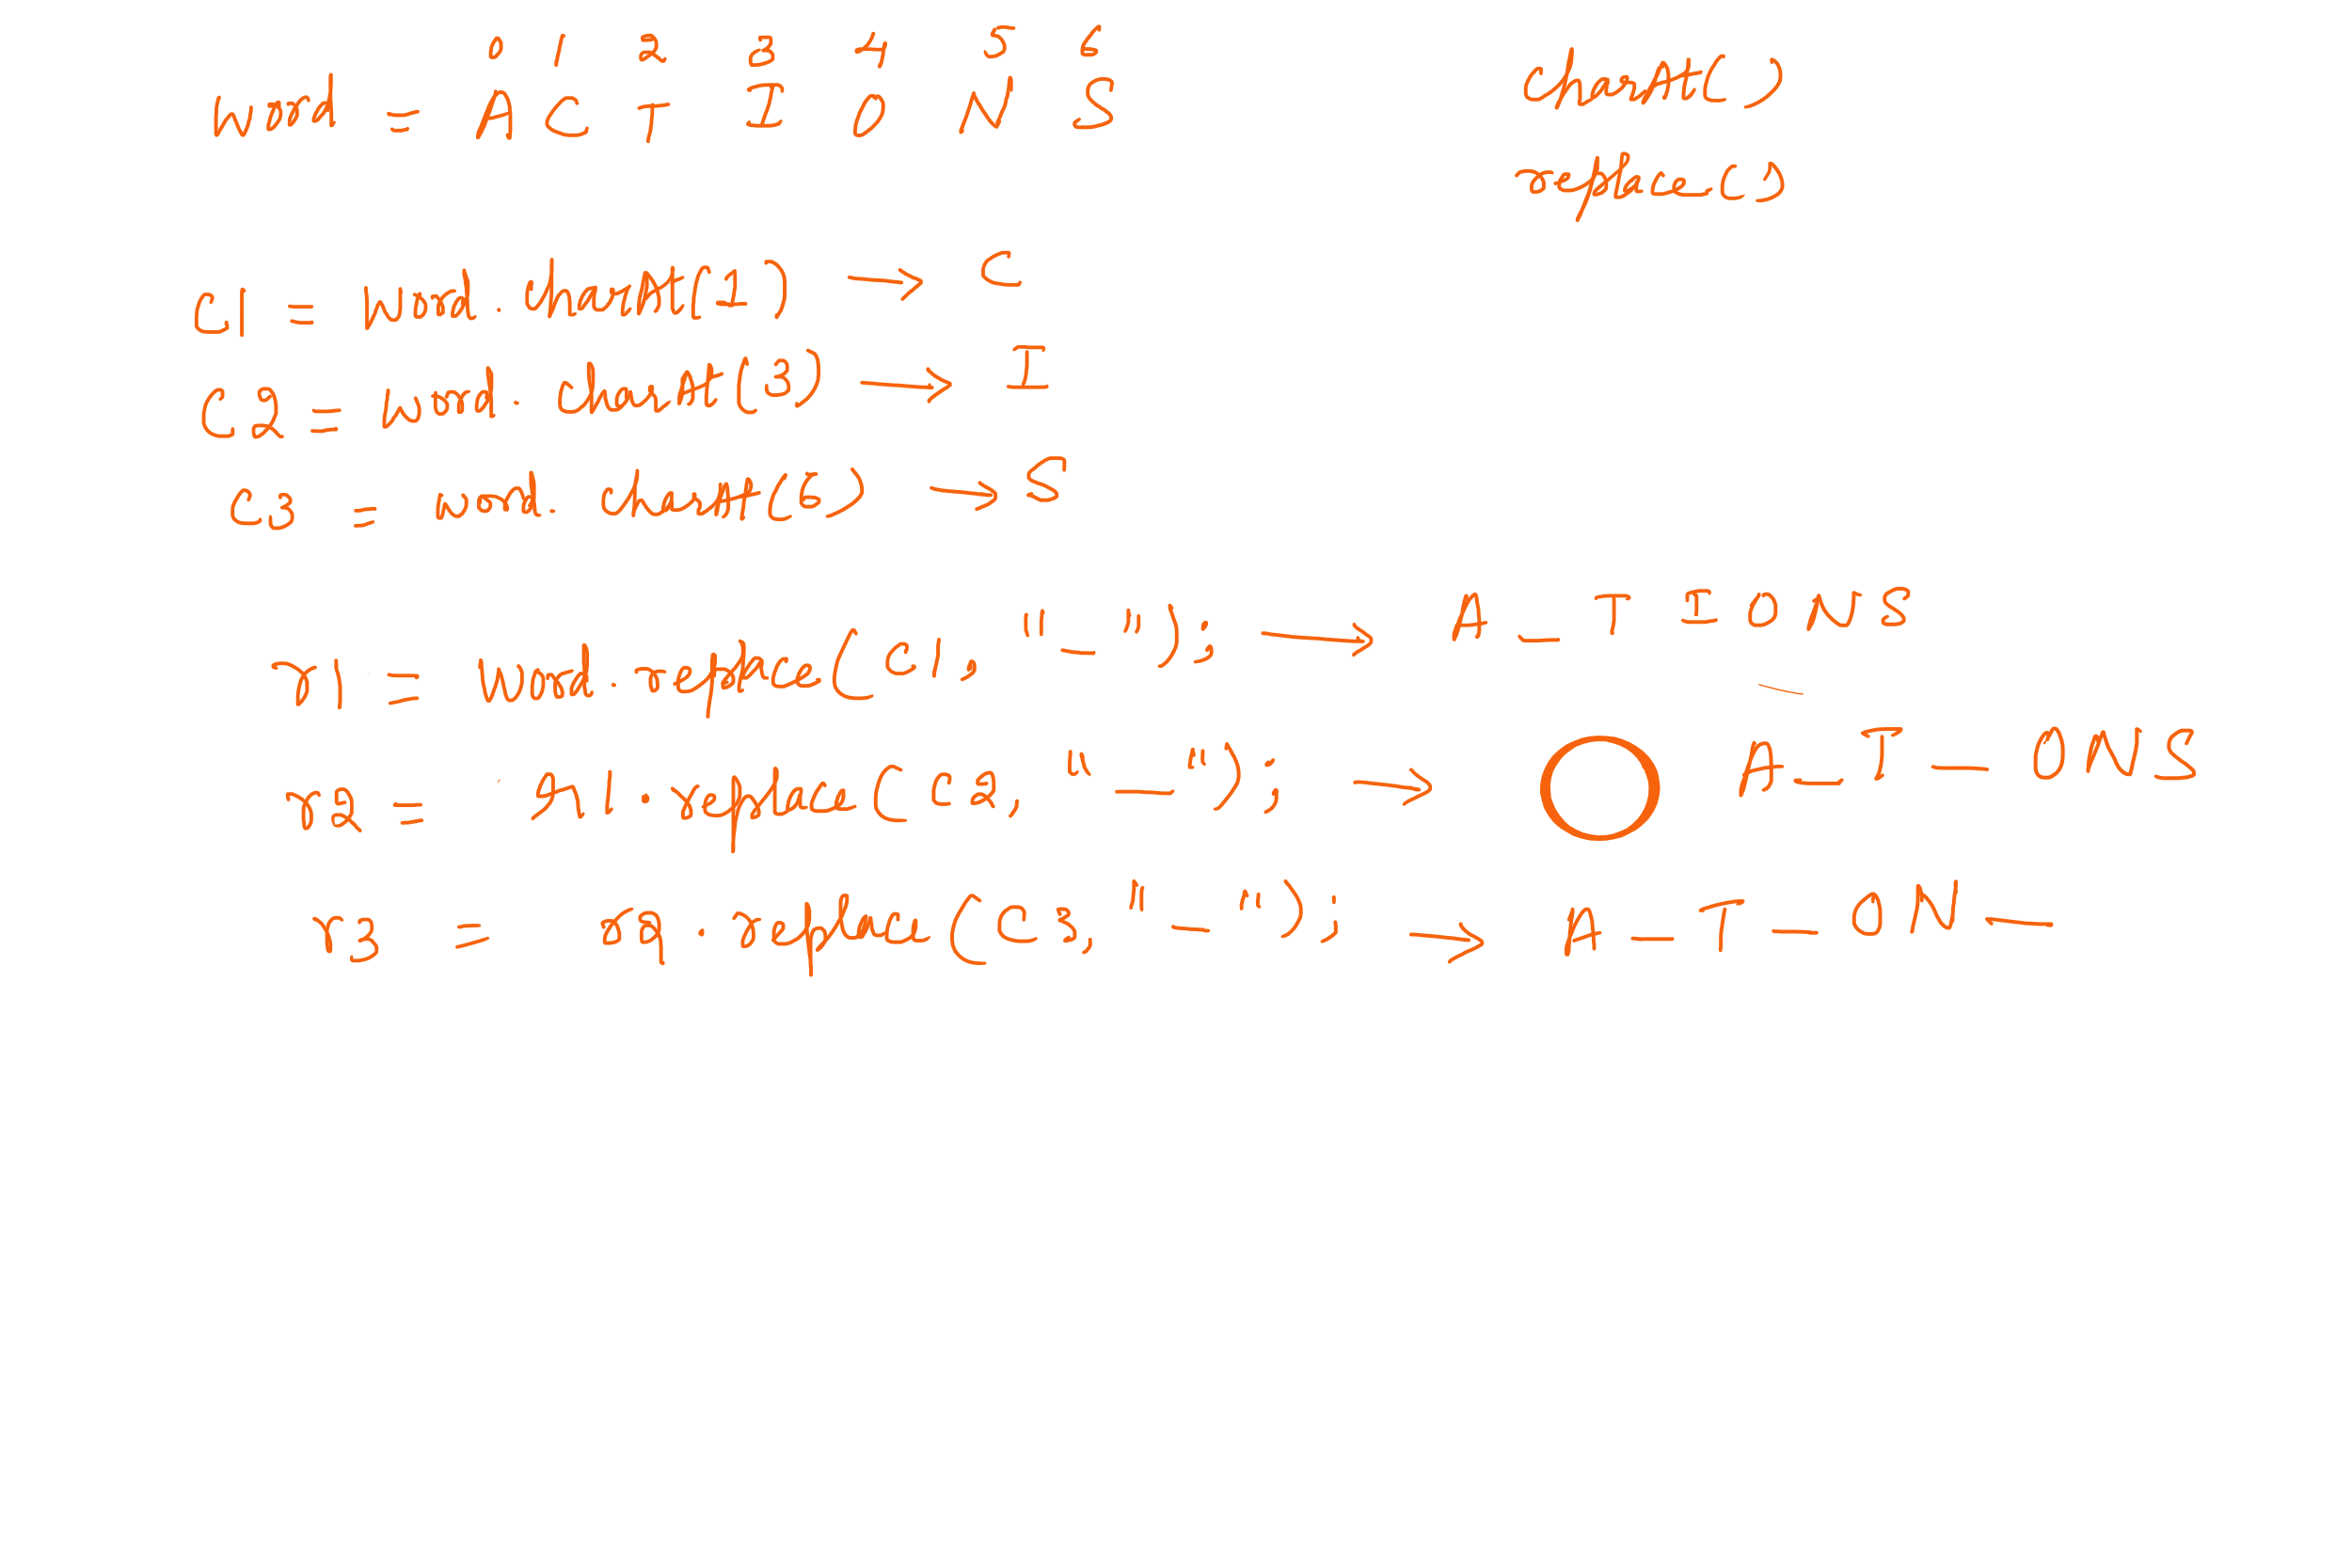 0 1 2 3 4 5 6
word = A C T I O N S
charAt()
replace()
C1 = word.charAt(1) → C
C2 = word.charAt(3) → I
C3 = word.charAt(6) → S
r1 = word.replace(c1, "_"); → A _ T I O N S
r2 = r1.replace(c2, "_"); → A _ T _ O N S
r3 = r2.replace(c3, "_"); → A _ T _ O N _